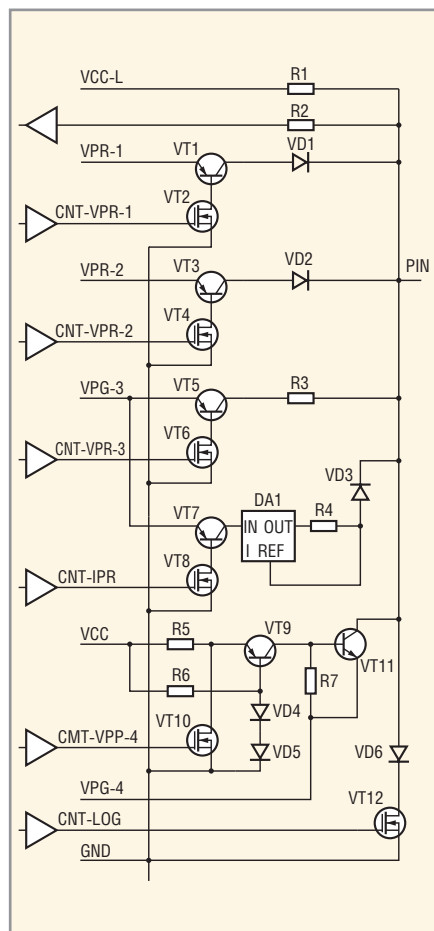 VCC-L R1
R2
VPR-1 VT1 VD1
VT2
CNT-VPR-1
VPR-2 VT3 VD2 PIN
VT4
CNT-VPR-2
VPG-3 VT5 R3
VT6
CNT-VPR-3
VD3
VT7 DA1 R4
IN OUT
I REF
VT8
CNT-IPR
VCC R5 VT9
VT11
R6 R7
VD4
VT10
CMT-VPP-4 VD5 VD6
VPG-4
VT12
CNT-LOG
GND